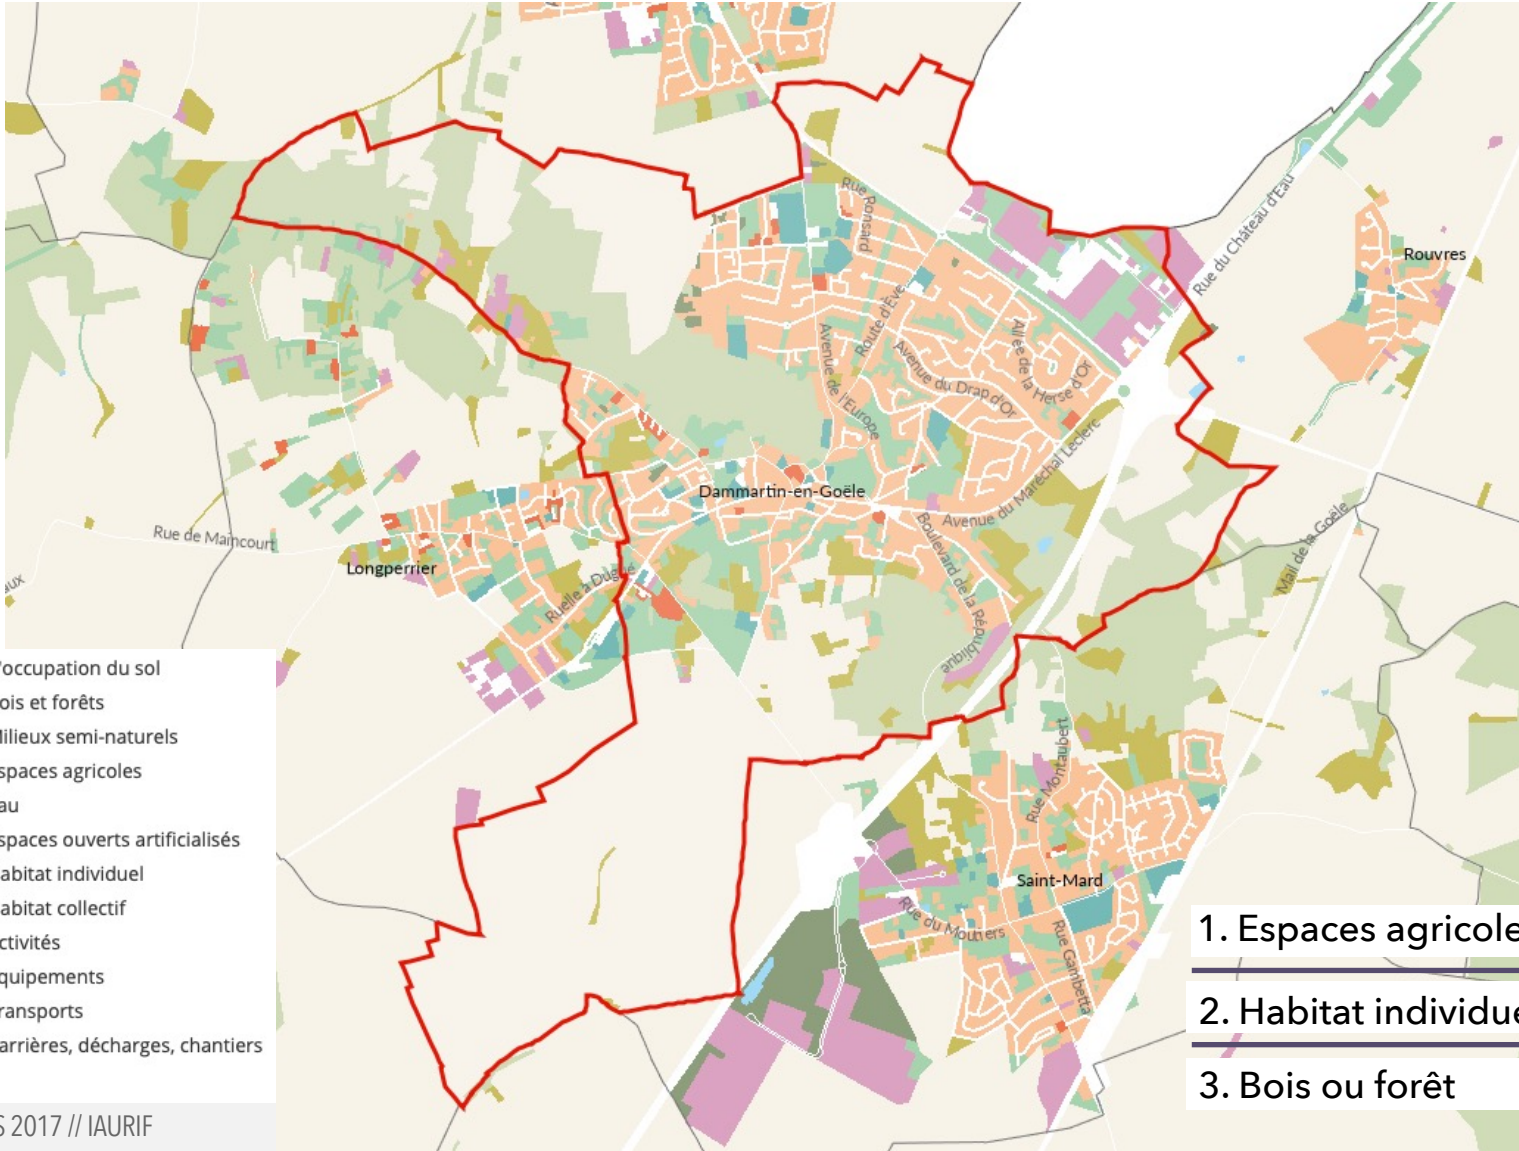 Rue Ronsard
Rue du Château d'Eau
Rouvres
Route d'Ève
Avenue de l'Europe
Avenue du Drap d'Or
Allée de la Herse d'Or
Avenue du Maréchal Leclerc
Dammartin-en-Goële
Boulevard de la République
Mail de la Goële
Rue de Maincourt
Longperrier
Ruelle à Dugué
aux
Rue Montaubert
Saint-Mard
Rue du Moutiers
Rue Gambetta
'occupation du sol
ois et forêts
ilieux semi-naturels
spaces agricoles
au
spaces ouverts artificialisés
abitat individuel
abitat collectif
ctivités
quipements
ransports
arrières, décharges, chantiers
S 2017 // IAURIF
1. Espaces agricole
2. Habitat individue
3. Bois ou forêt